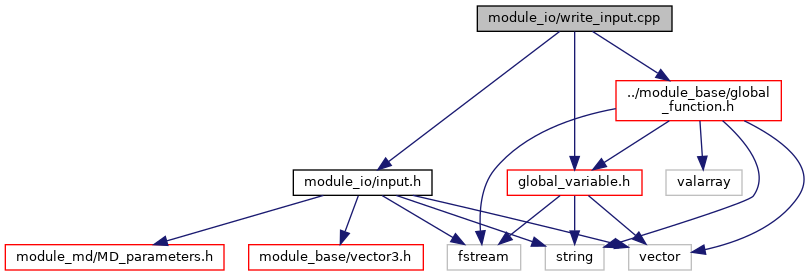 module_io/write_input.cpp
../module_base/global
_function.h
module_io/input.h
global_variable.h
valarray
module_md/MD_parameters.h
module_base/vector3.h
fstream
string
vector